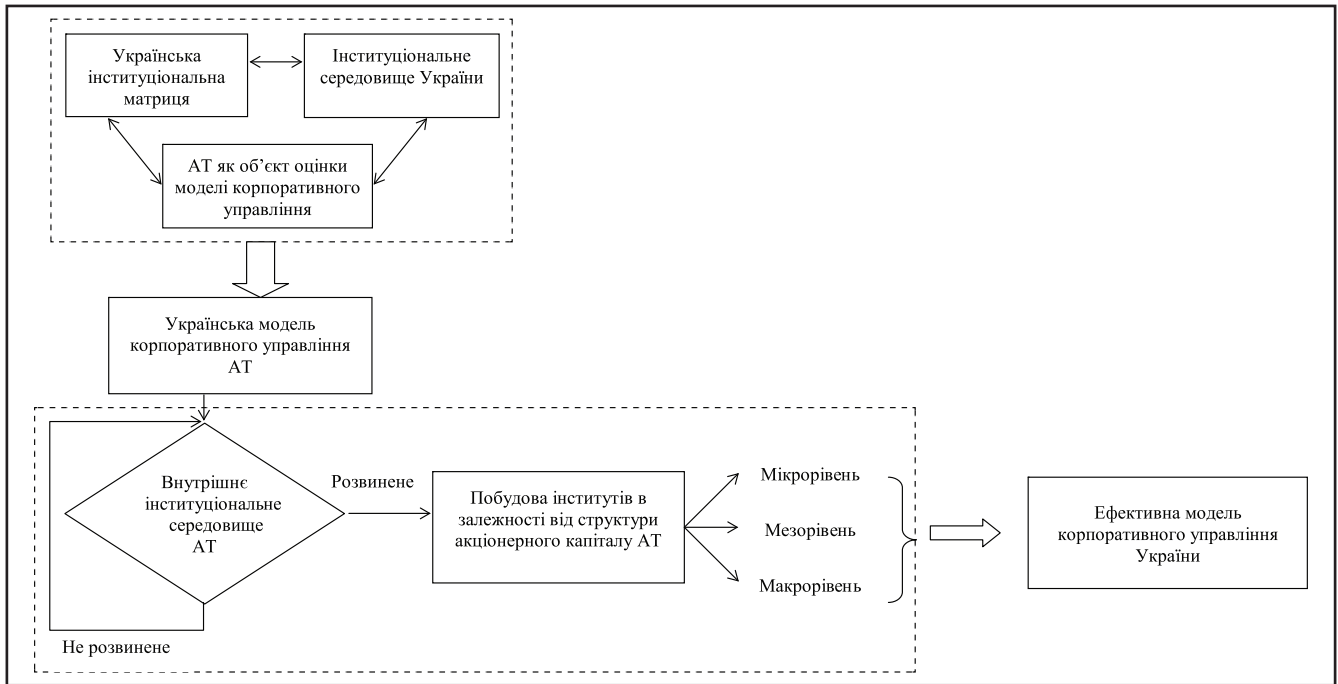 Українська
інституціональна
матриця
Інституціональне
середовище України
АТ як об’єкт оцінки
моделі корпоративного
управління
Українська модель
корпоративного управління
АТ
Внутрішнє
інституціональне
середовище
АТ
Розвинене
Не розвинене
Побудова інститутів в
залежності від структури
акціонерного капіталу АТ
Мікрорівень
Мезорівень
Макрорівень
Ефективна модель
корпоративного управління
України